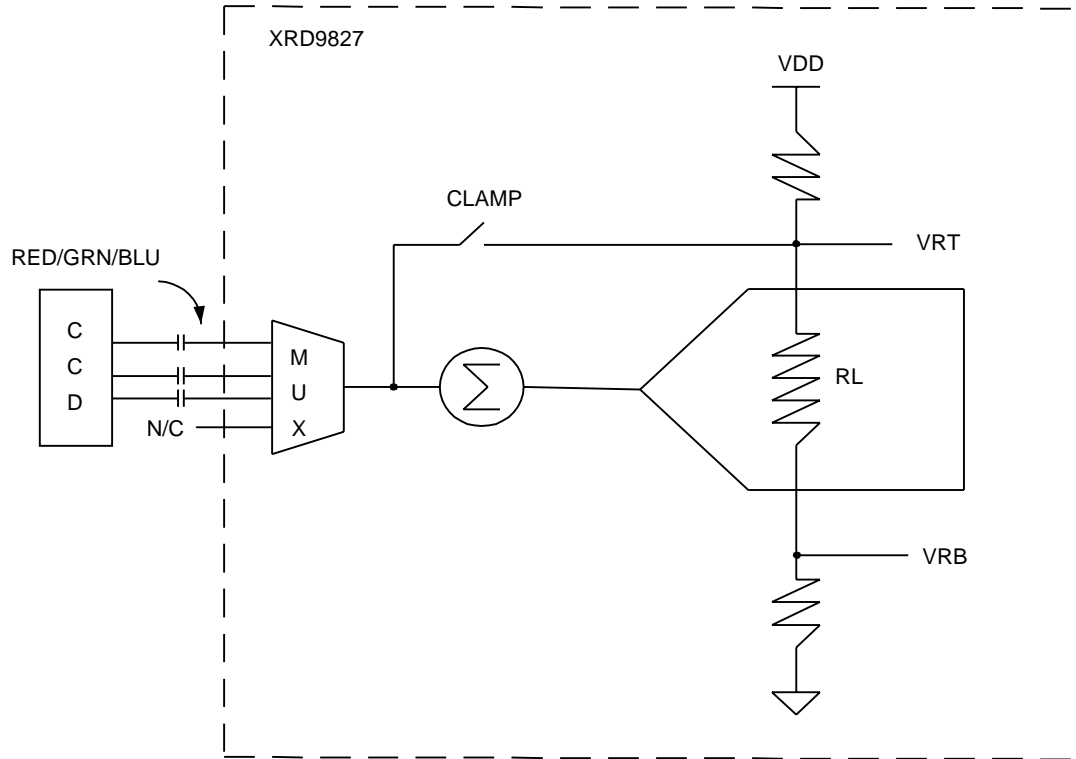 XRD9827
VDD
CLAMP
VRT
RED/GRN/BLU
C
C
D
M
U
X
N/C
Σ
RL
VRB